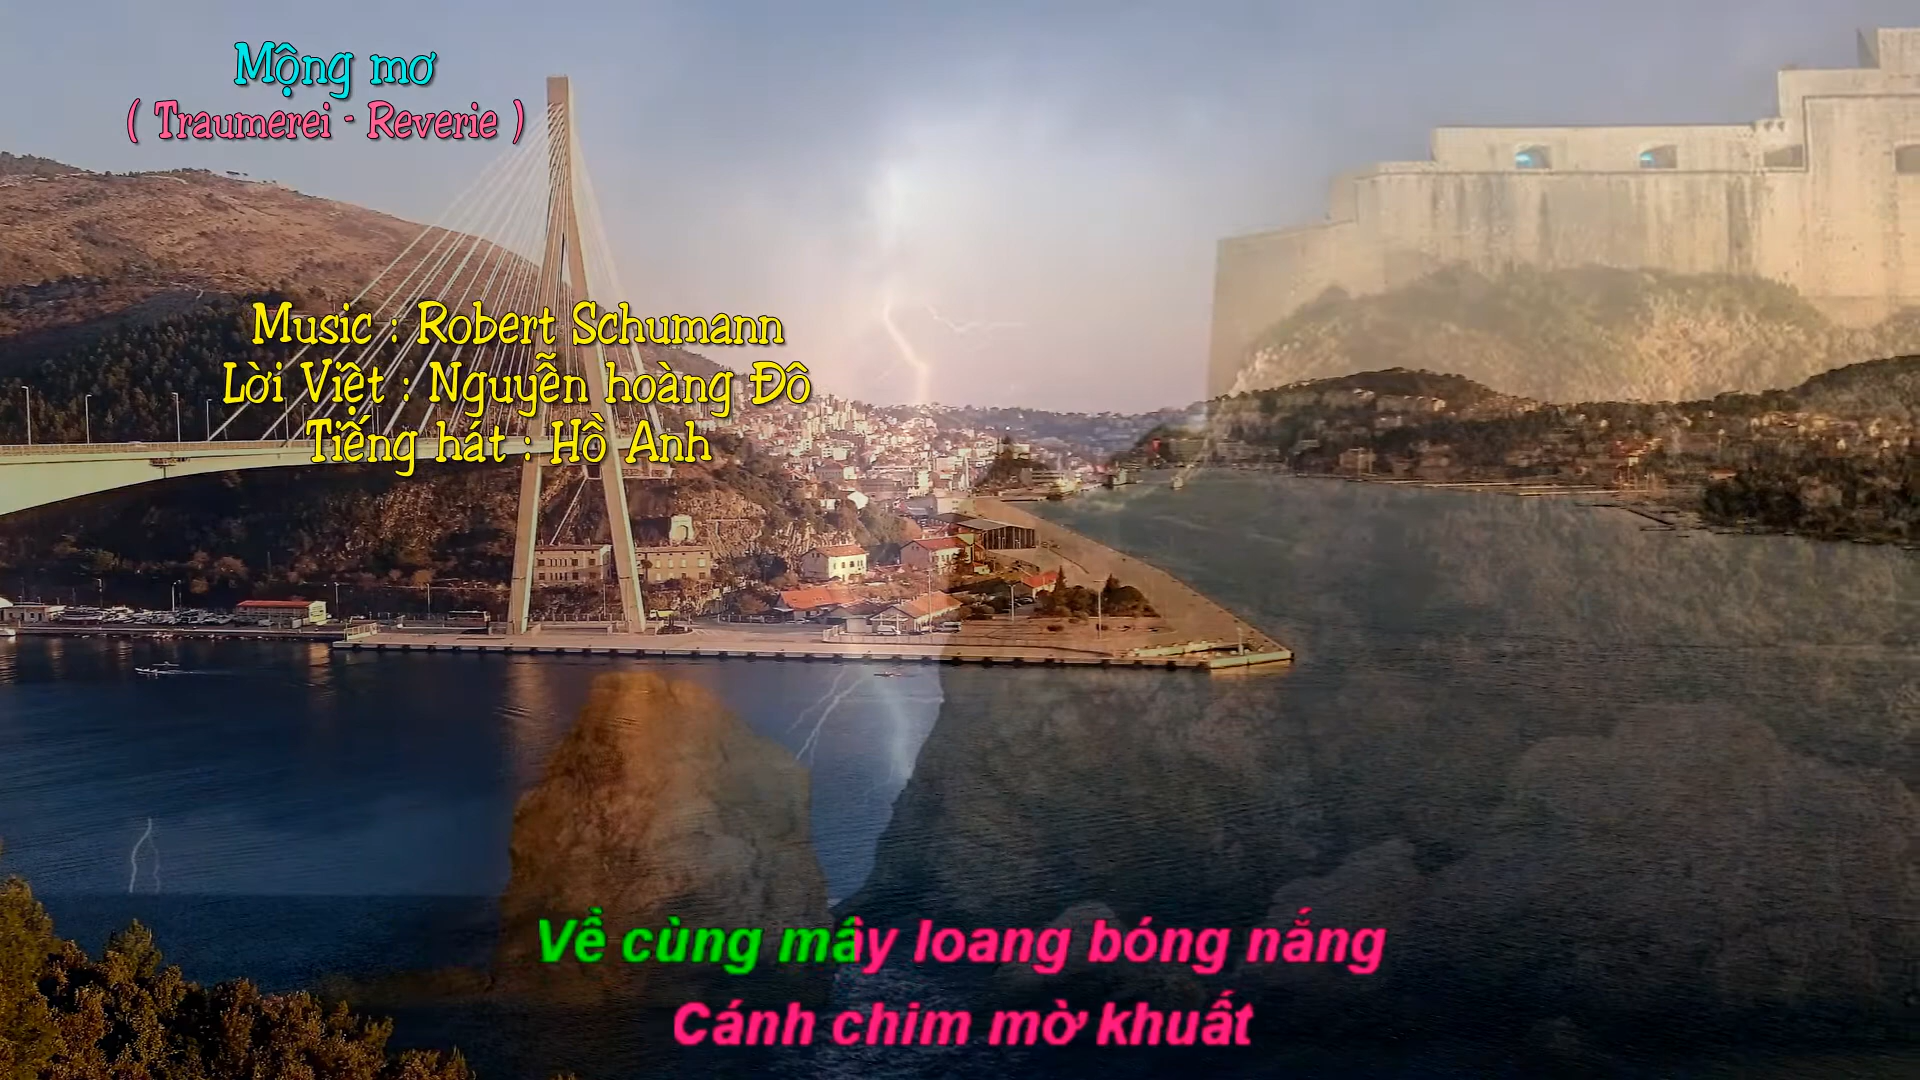 Mộng mơ
( Traumerei - Reverie )
Music : Robert Schumann
Lời Việt : Nguyễn hoàng Đô
Tiếng hát : Hồ Anh
Về cùng mây loang bóng nắng
Cánh chim mờ khuất